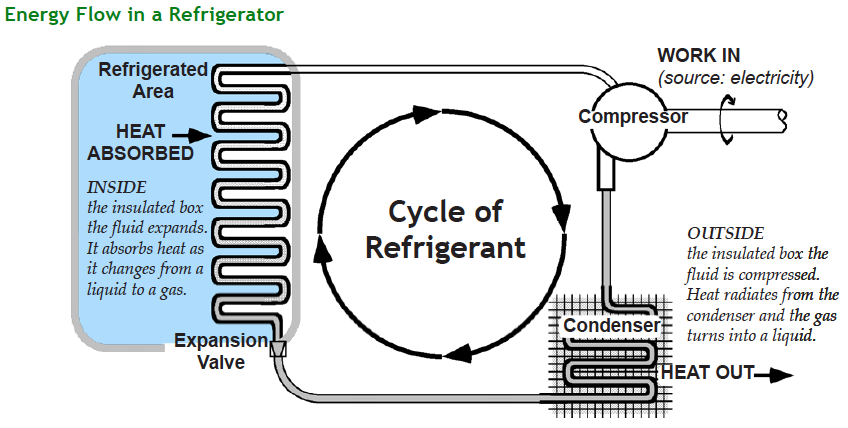 Energy Flow in a Refrigerator
Refrigerated
Area
HEAT
ABSORBED
INSIDE
the insulated box
the fluid expands.
It absorbs heat as
it changes from a
liquid to a gas.
Expansion
Valve
Cycle of
Refrigerant
WORK IN
(source: electricity)
Compressor
OUTSIDE
the insulated box the
fluid is compressed.
Heat radiates from the
condenser and the gas
turns into a liquid.
Condenser
HEAT OUT